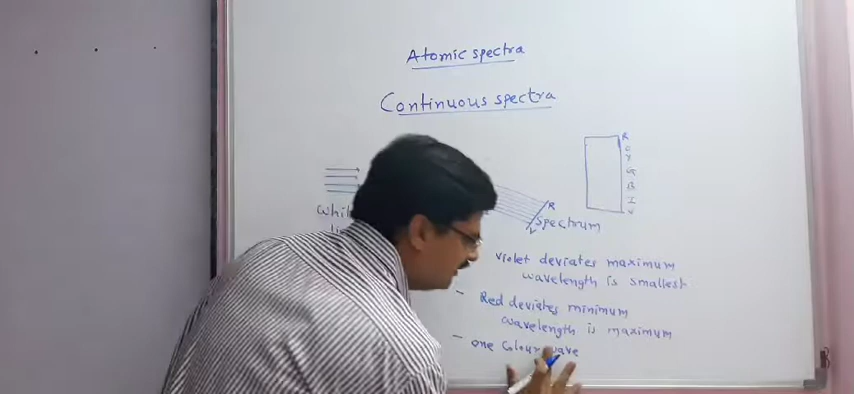 Atomic spectra
Continuous spectra
R
O
Y
G
B
I
V
R
V
Spectrum
Violet deviates maximum
wavelength is smallest
- Red deviates minimum
wavelength is maximum
- one colour wave